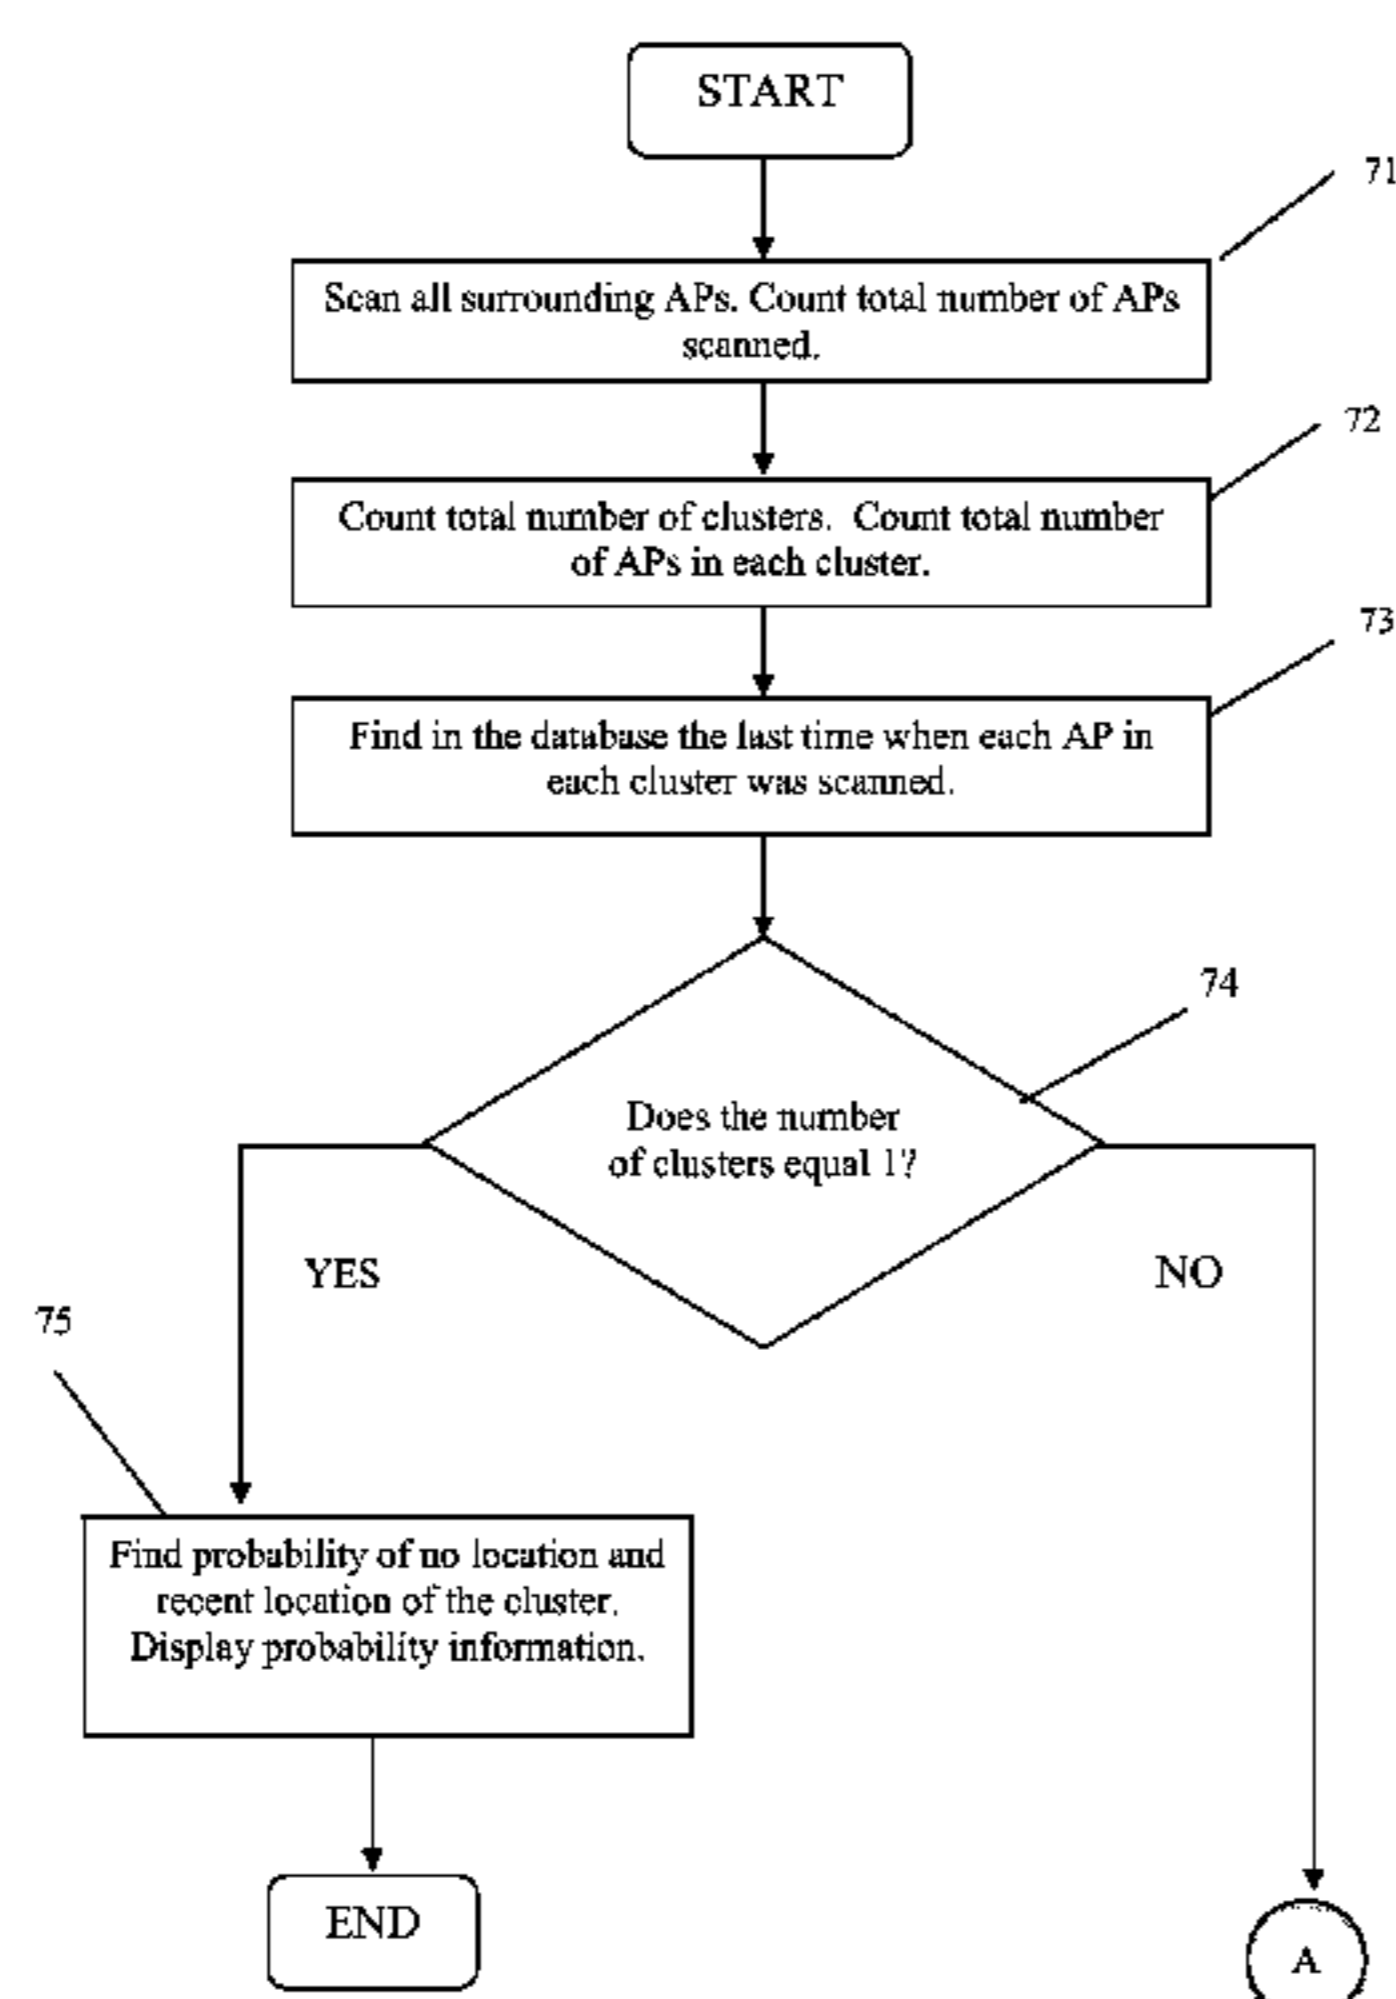 START
71
Scan all surrounding APs. Count total number of APs
scanned.
72
Count total number of clusters. Count total number
of APs in each cluster.
73
Find in the database the last time when each AP in
each cluster was scanned.
74
Does the number
of clusters equal 1?
YES
NO
75
Find probability of no location and
recent location of the cluster.
Display probability information.
END
A